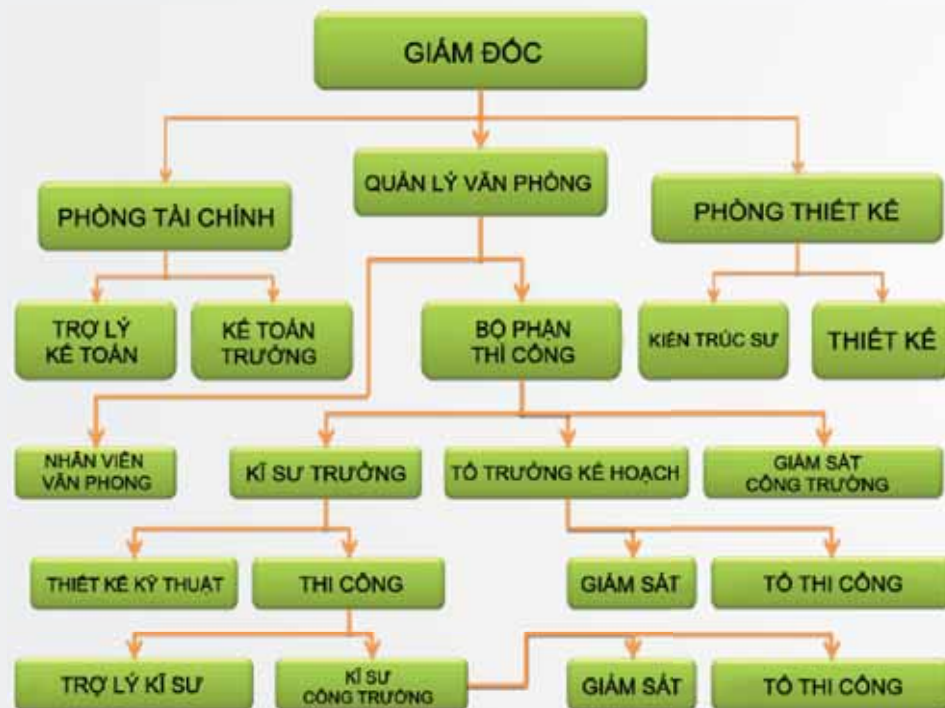 GIÁM ĐỐC
QUẢN LÝ VĂN PHÒNG
PHÒNG TÀI CHÍNH
PHÒNG THIẾT KẾ
TRỢ LÝ
KẾ TOÁN
KẾ TOÁN
TRƯỞNG
BỘ PHẬN
THI CÔNG
KIẾN TRÚC SƯ
THIẾT KẾ
NHÂN VIÊN
VĂN PHONG
KĨ SƯ TRƯỞNG
TỔ TRƯỞNG KẾ HOẠCH
GIÁM SÁT
CÔNG TRƯỜNG
THIẾT KẾ KỸ THUẬT
THI CÔNG
GIÁM SÁT
TỔ THI CÔNG
TRỢ LÝ KĨ SƯ
KĨ SƯ
CÔNG TRƯỜNG
GIÁM SÁT
TỔ THI CÔNG